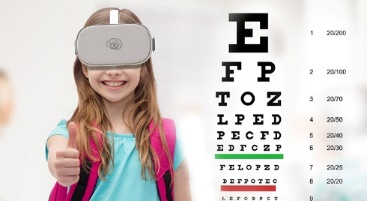 E 1 20/200
F P 2 20/100
T O Z 3 20/70
L P E D 4 20/50
P E C F D 5 20/40
E D F C Z P 6 20/30
F E L O P Z D 7 20/25
D E F P O T E C 8 20/20
L E F O D P C T 9